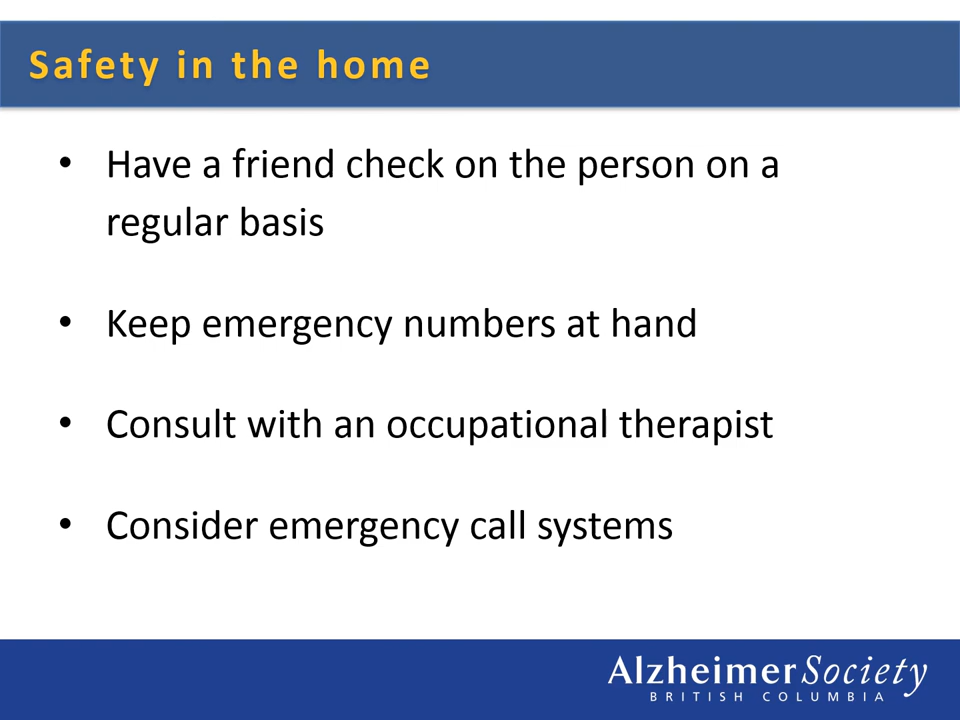 Safety in the home
• Have a friend check on the person on a
regular basis
• Keep emergency numbers at hand
• Consult with an occupational therapist
• Consider emergency call systems
AlzheimerSociety
BRITISH COLUMBIA